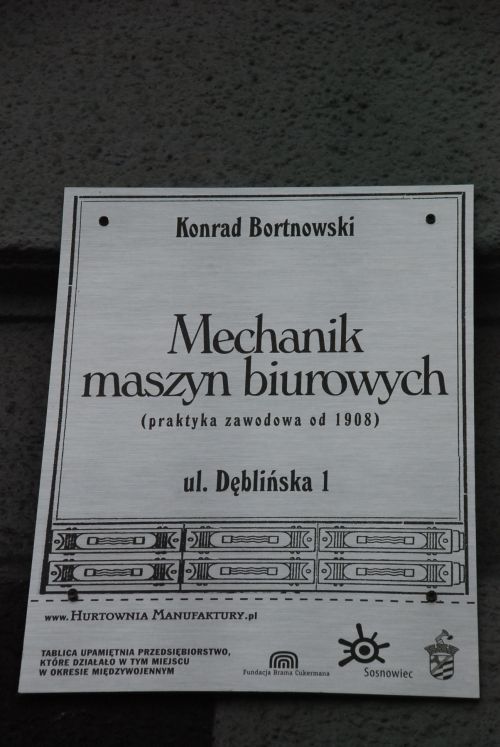 Konrad Bortnowski
Mechanik
maszyn biurowych
(praktyka zawodowa od 1908)
ul. Dęblińska 1
www. HURTOWNIA MANUFAKTURY.pl
TABLICA UPAMIĘTNIA PRZEDSIĘBIORSTWO,
KTÓRE DZIAŁAŁO W TYM MIEJSCU
W OKRESIE MIĘDZYWOJENNYM
Fundacja Brama Cukermana
Sosnowiec